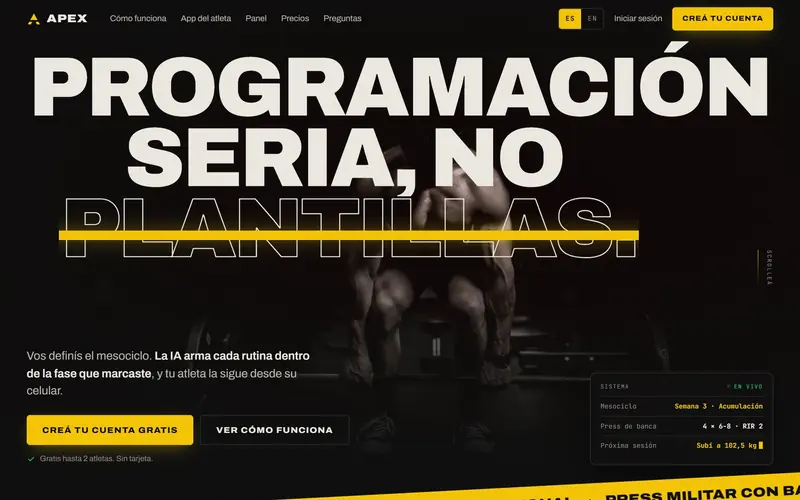 APEX
Cómo funciona
App del atleta
Panel
Precios
Preguntas
ES
EN
Iniciar sesión
CREÁ TU CUENTA
PROGRAMACIÓN
SERIA, NO
PLANTILLAS.
SCROLLEA
Vos definís el mesociclo. La IA arma cada rutina dentro
de la fase que marcaste, y tu atleta la sigue desde su
celular.
CREÁ TU CUENTA GRATIS
VER CÓMO FUNCIONA
Gratis hasta 2 atletas. Sin tarjeta.
SISTEMA
EN VIVO
Mesociclo
Semana 3 · Acumulación
Press de banca
4 × 6-8 · RIR 2
Próxima sesión
Subí a 102,5 kg
PRESS MILITAR CON